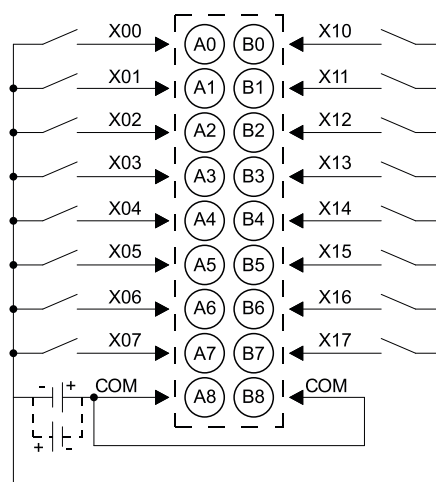 X00 A0 B0 X10
X01 A1 B1 X11
X02 A2 B2 X12
X03 A3 B3 X13
X04 A4 B4 X14
X05 A5 B5 X15
X06 A6 B6 X16
X07 A7 B7 X17
- + COM A8 B8 COM
+ -